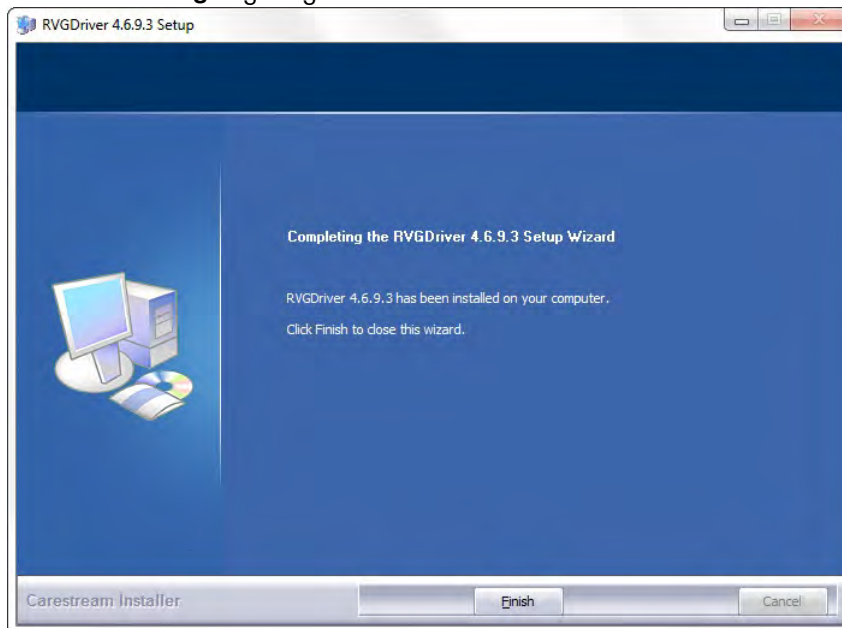 RVGDriver 4.6.9.3 Setup
Completing the RVGDriver 4.6.9.3 Setup Wizard
RVGDriver 4.6.9.3 has been installed on your computer.
Click Finish to close this wizard.
Carestream Installer
Finish
Cancel